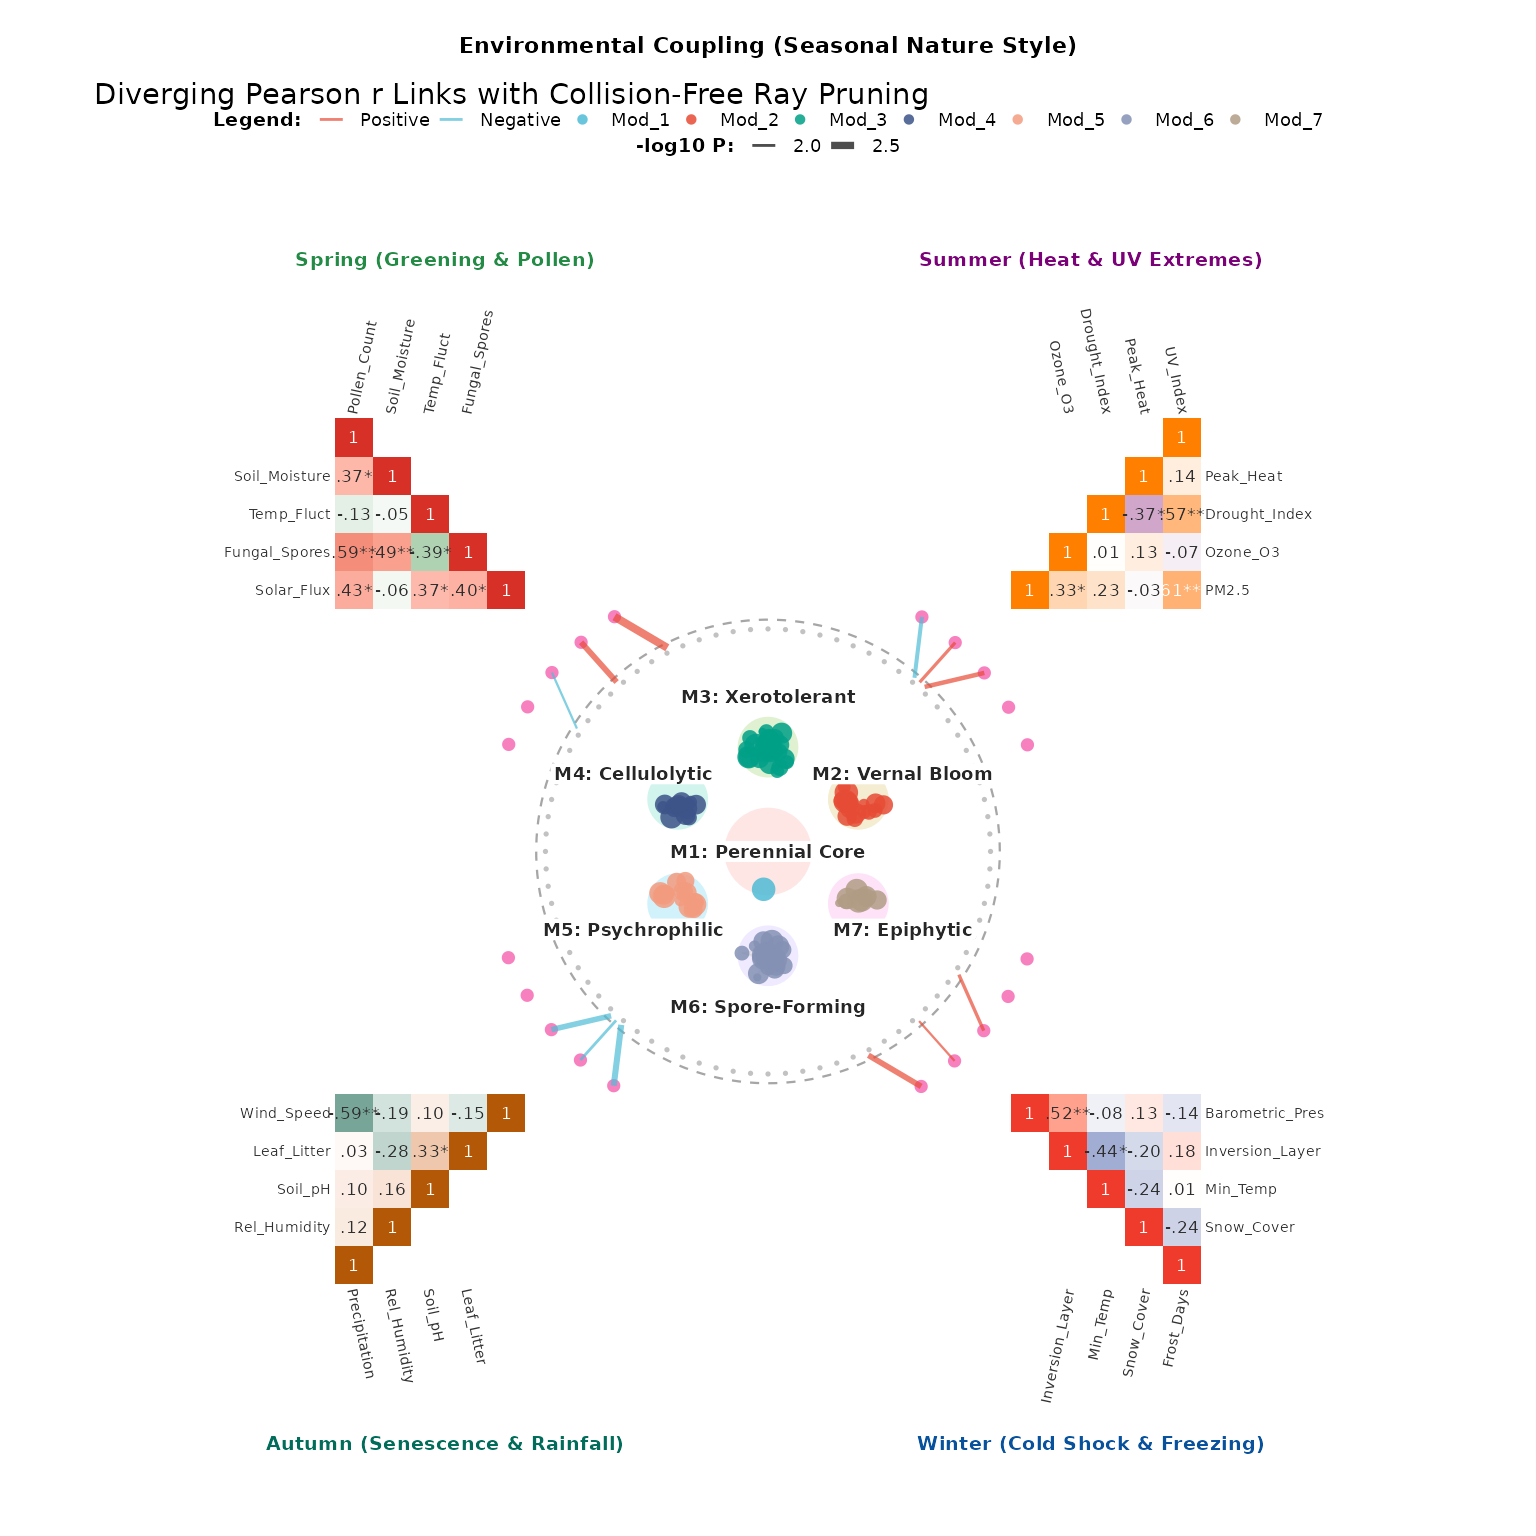 Environmental Coupling (Seasonal Nature Style)
Diverging Pearson r Links with Collision-Free Ray Pruning
Legend: Positive Negative Mod_1 Mod_2 Mod_3 Mod_4 Mod_5 Mod_6 Mod_7
-log10 P: 2.0 2.5
Spring (Greening & Pollen)
Pollen_Count Soil_Moisture Temp_Fluct Fungal_Spores
1
Soil_Moisture .37* 1
Temp_Fluct -.13 -.05 1
Fungal_Spores .59** .49** -.39* 1
Solar_Flux .43* -.06 .37* .40* 1
Summer (Heat & UV Extremes)
Ozone_O3 Drought_Index Peak_Heat UV_Index
1
1 .14 Peak_Heat
1 -.37* .57** Drought_Index
1 .01 .13 -.07 Ozone_O3
1 .33* .23 -.03 .61** PM2.5
M3: Xerotolerant
M4: Cellulolytic
M2: Vernal Bloom
M1: Perennial Core
M5: Psychrophilic
M7: Epiphytic
M6: Spore-Forming
Wind_Speed -.59** -.19 .10 -.15 1
Leaf_Litter .03 -.28 .33* 1
Soil_pH .10 .16 1
Rel_Humidity .12 1
1
Precipitation Rel_Humidity Soil_pH Leaf_Litter
Autumn (Senescence & Rainfall)
1 .52** -.08 .13 -.14 Barometric_Pres
1 -.44* -.20 .18 Inversion_Layer
1 -.24 .01 Min_Temp
1 -.24 Snow_Cover
1
Inversion_Layer Min_Temp Snow_Cover Frost_Days
Winter (Cold Shock & Freezing)